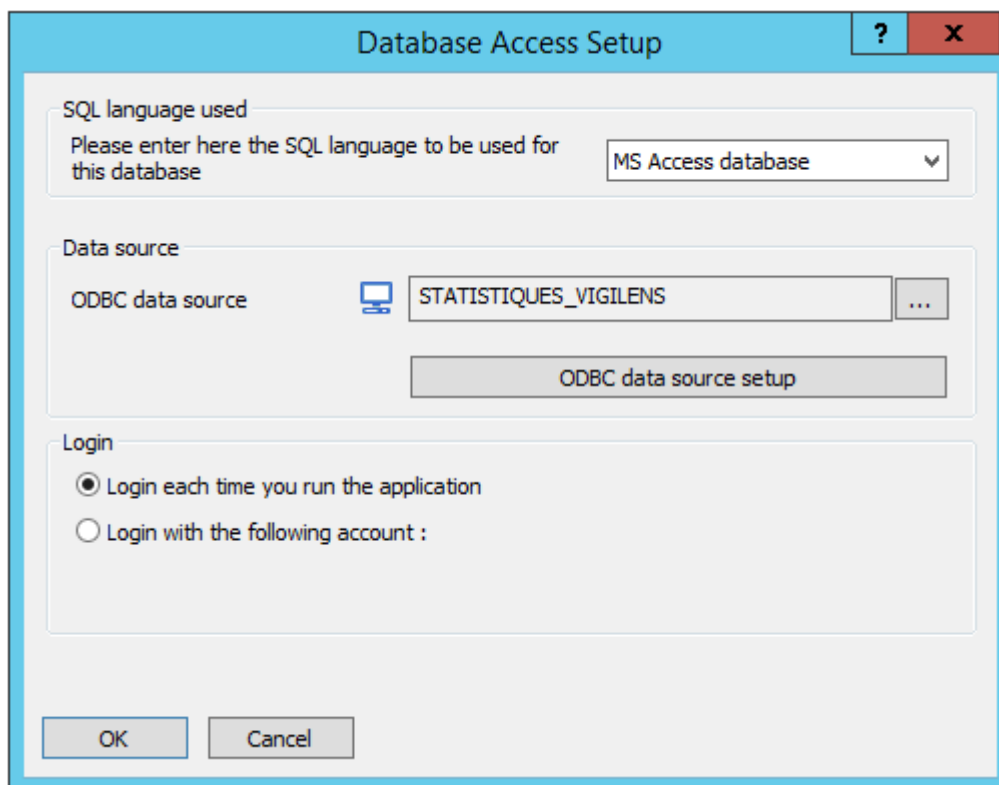 Database Access Setup
?
x
SQL language used
Please enter here the SQL language to be used for
this database
MS Access database
Data source
ODBC data source
STATISTIQUES_VIGILENS
...
ODBC data source setup
Login
Login each time you run the application
Login with the following account :
OK
Cancel